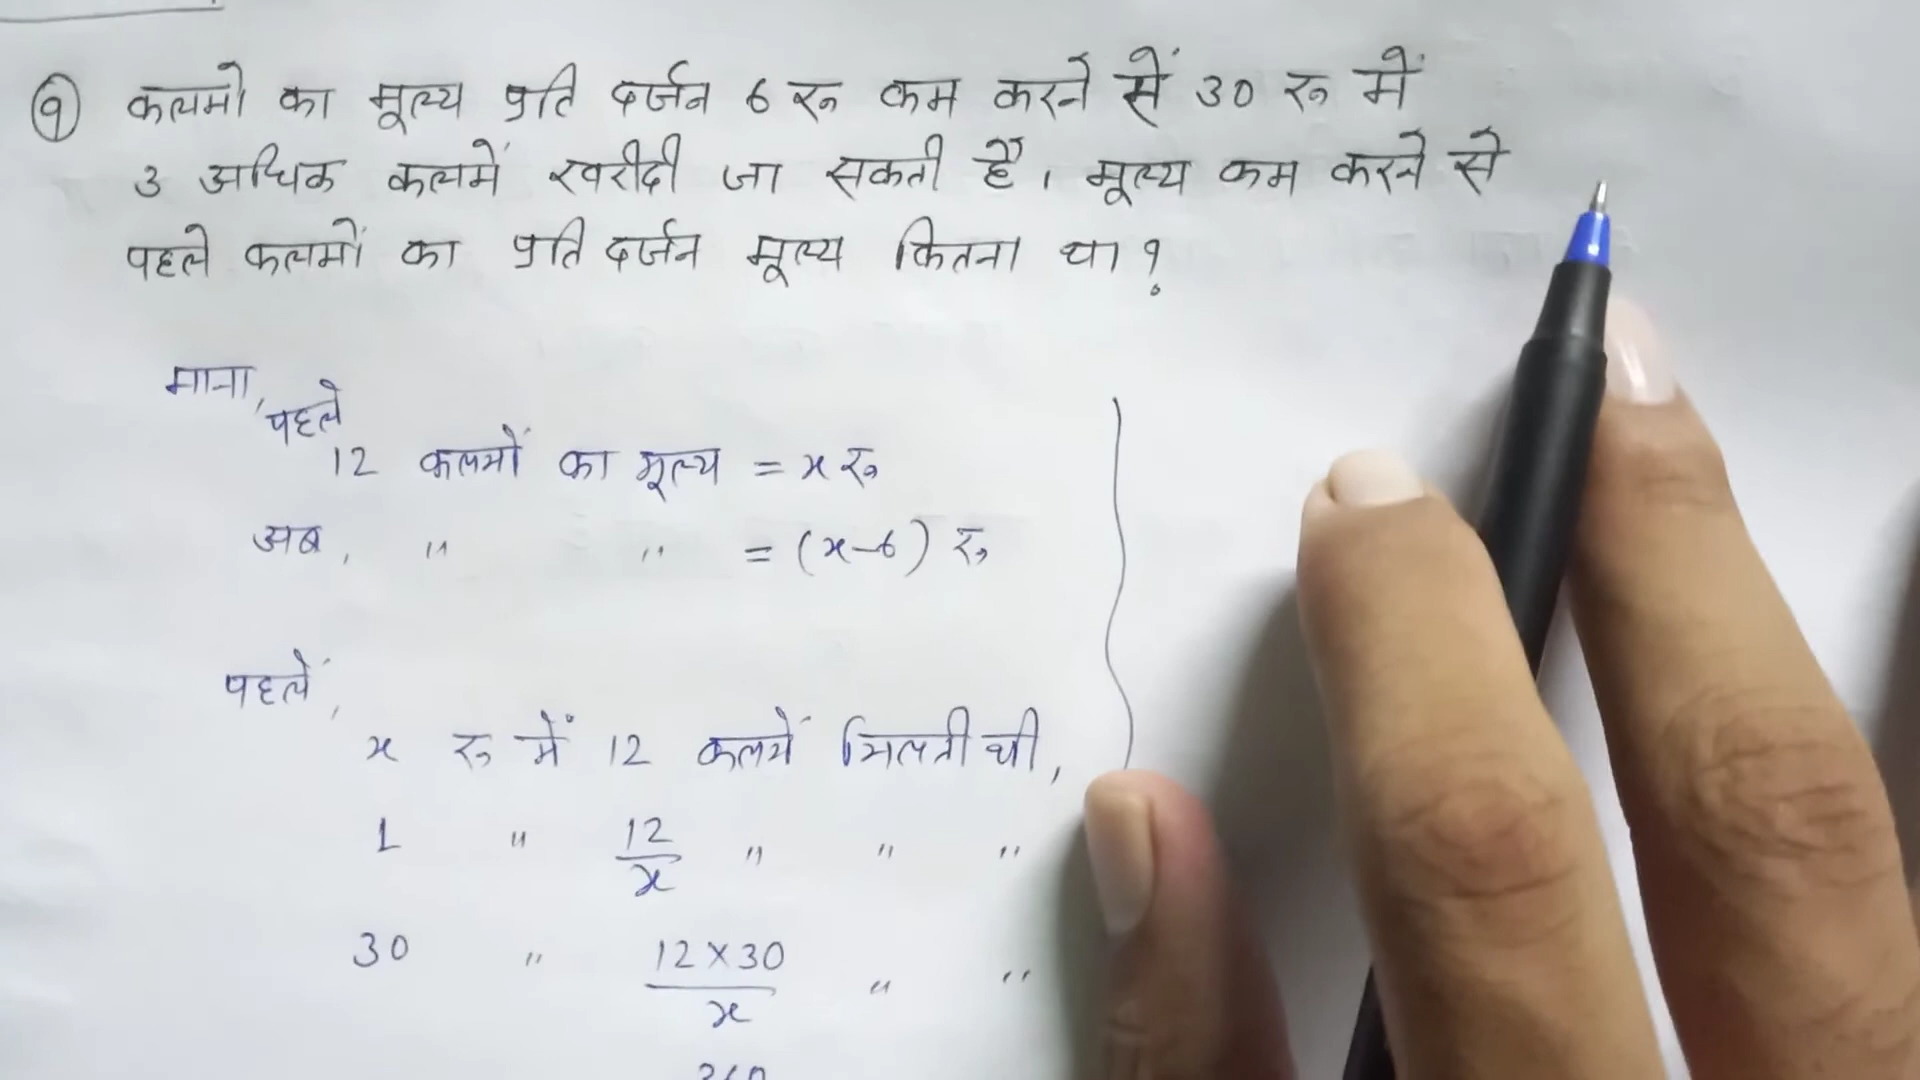 ९ कलमो का मूल्य प्रति दर्जन 6 रु कम करने से 30 रु में
3 अधिक कलमें खरीदी जा सकती हैं। मूल्य कम करने से
पहले कलमों का प्रति दर्जन मूल्य कितना था?
माना, पहले
12 कलमों का मूल्य = x रु
अब, " " = (x-6) रु
पहले,
x रु में 12 कलमें मिलती थी,
1 " 12/x " " "
30 " 12×30/x " "